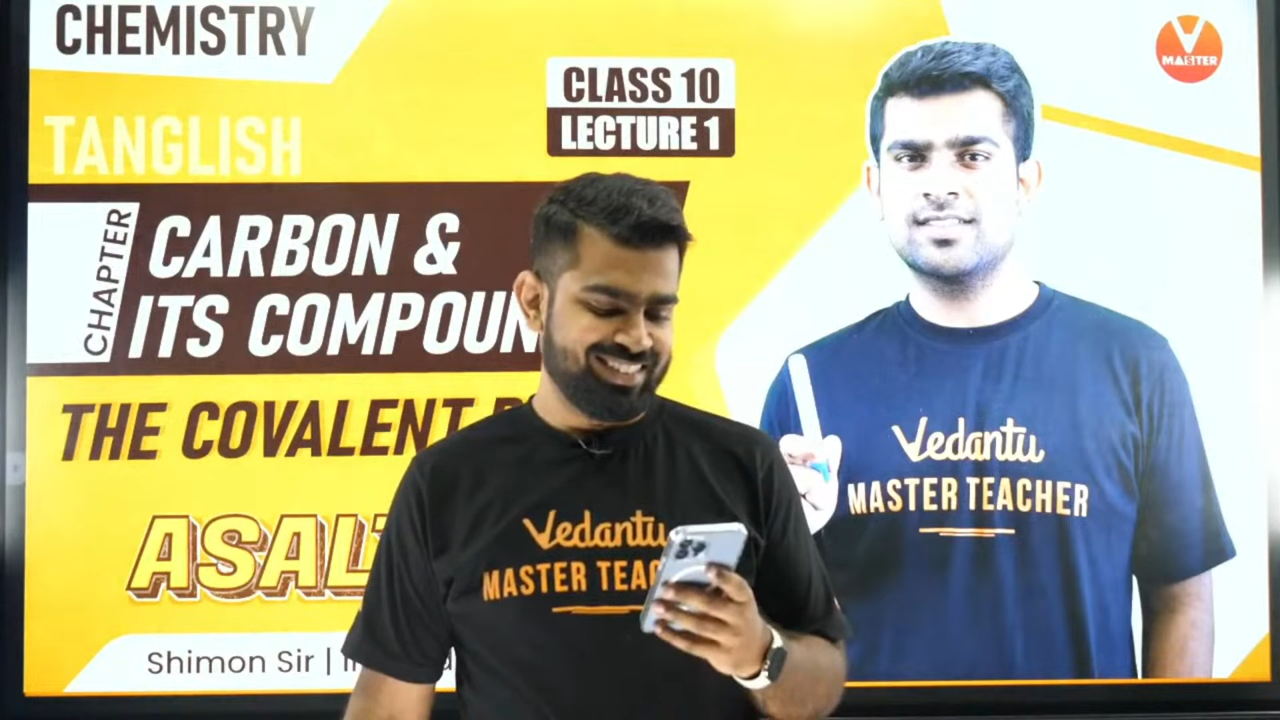 CHEMISTRY
TANGLISH
CLASS 10
LECTURE 1
V
MASTER
CHAPTER
CARBON &
ITS COMPOUN
THE COVALENT
ASAL
Shimon Sir |
Vedantu
MASTER TEAC
Vedantu
MASTER TEACHER